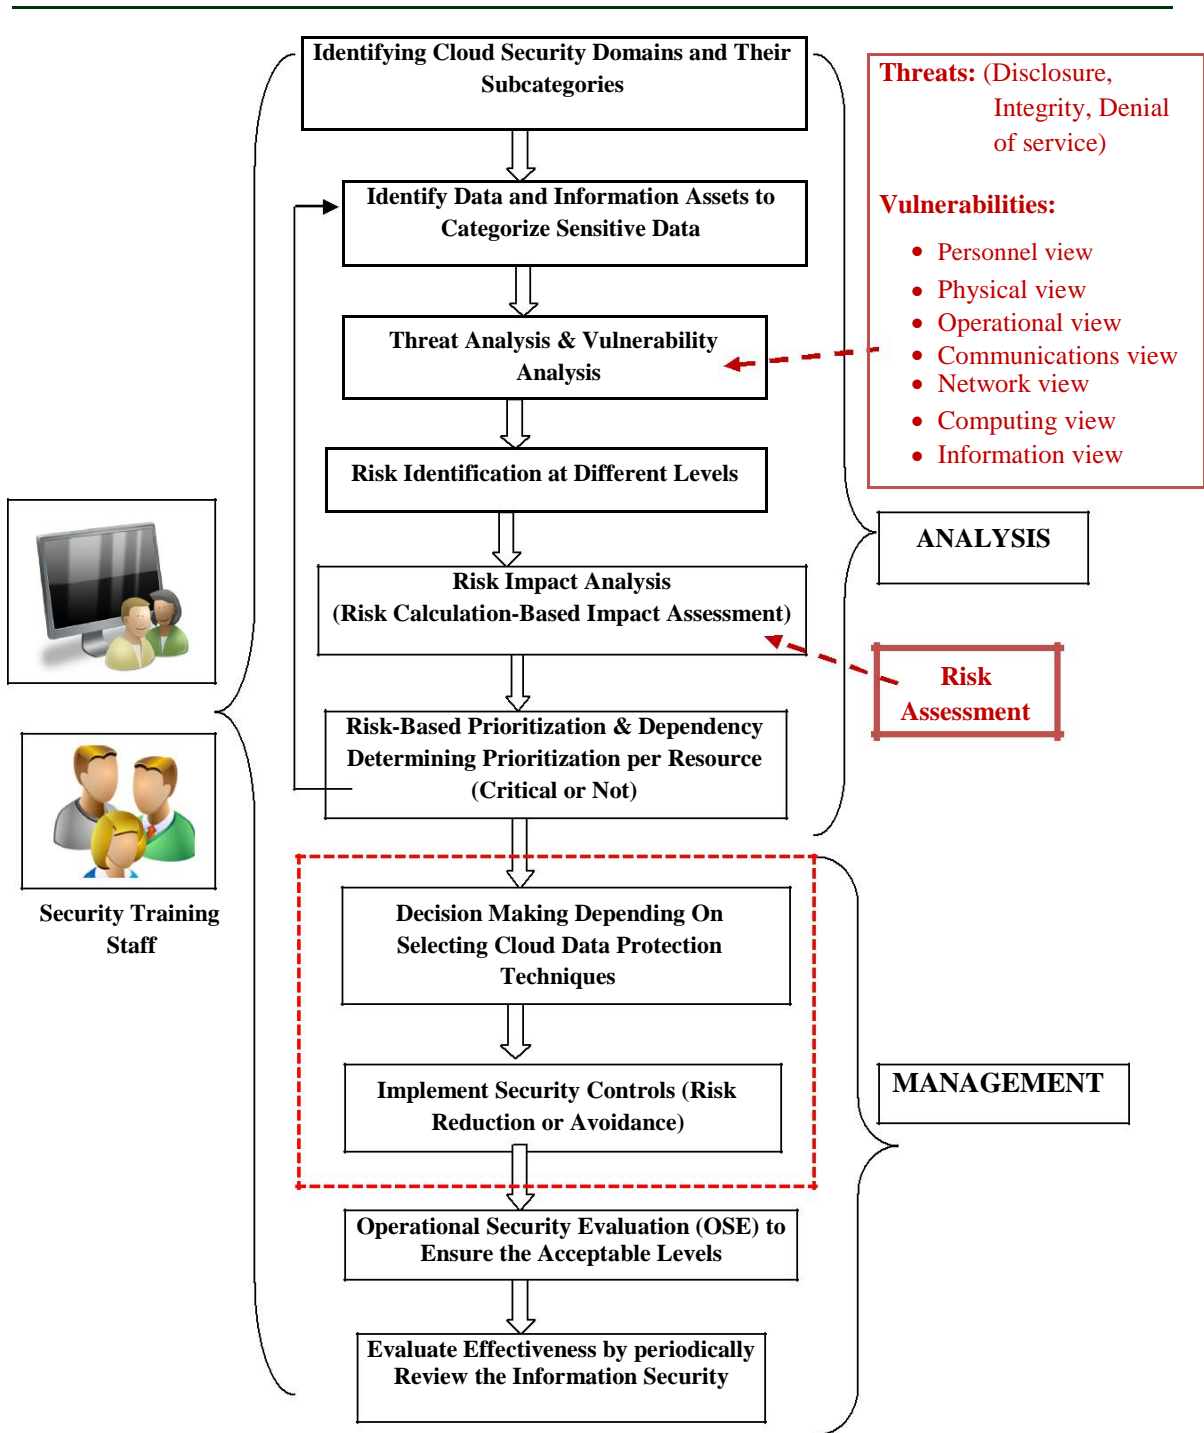 Identifying Cloud Security Domains and Their
Subcategories
Identify Data and Information Assets to
Categorize Sensitive Data
Threat Analysis & Vulnerability
Analysis
Risk Identification at Different Levels
Risk Impact Analysis
(Risk Calculation-Based Impact Assessment)
Risk-Based Prioritization & Dependency
Determining Prioritization per Resource
(Critical or Not)
Decision Making Depending On
Selecting Cloud Data Protection
Techniques
Implement Security Controls (Risk
Reduction or Avoidance)
Operational Security Evaluation (OSE) to
Ensure the Acceptable Levels
Evaluate Effectiveness by periodically
Review the Information Security
Security Training
Staff
Threats: (Disclosure,
Integrity, Denial
of service)
Vulnerabilities:
• Personnel view
• Physical view
• Operational view
• Communications view
• Network view
• Computing view
• Information view
ANALYSIS
Risk
Assessment
MANAGEMENT